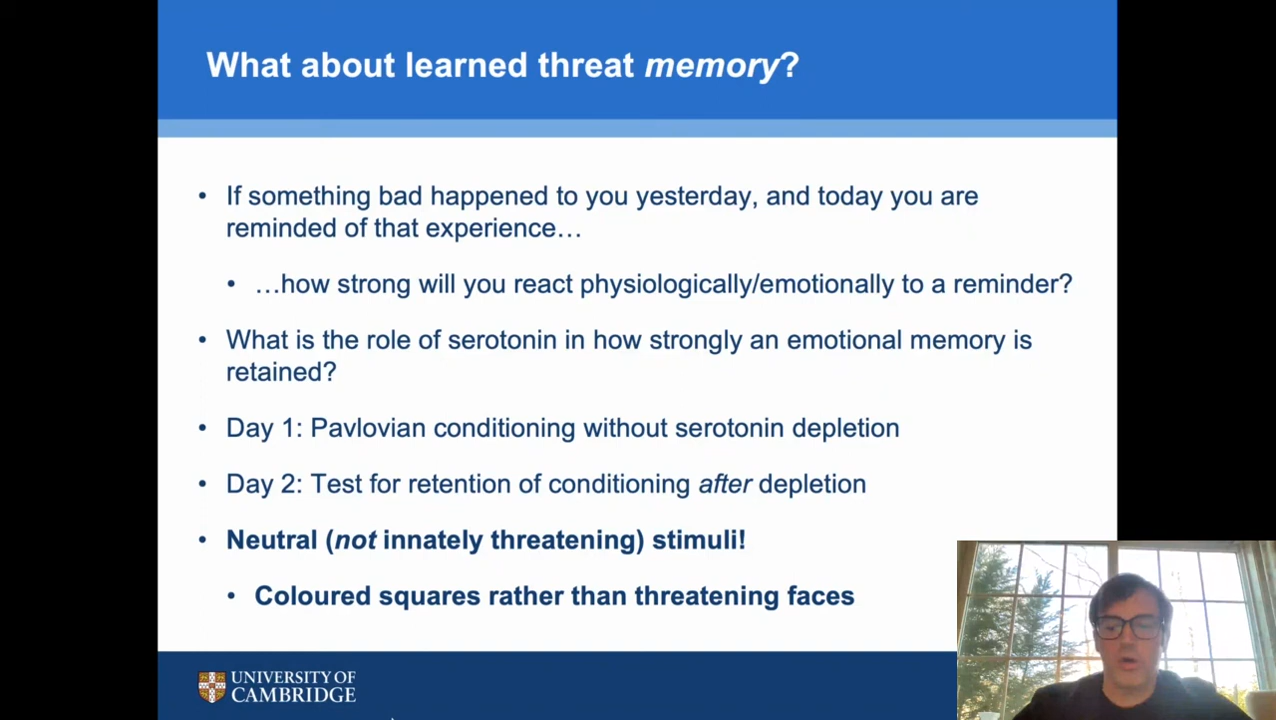 What about learned threat memory?
• If something bad happened to you yesterday, and today you are
reminded of that experience…
• …how strong will you react physiologically/emotionally to a reminder?
• What is the role of serotonin in how strongly an emotional memory is
retained?
• Day 1: Pavlovian conditioning without serotonin depletion
• Day 2: Test for retention of conditioning after depletion
• Neutral (not innately threatening) stimuli!
• Coloured squares rather than threatening faces
UNIVERSITY OF
CAMBRIDGE